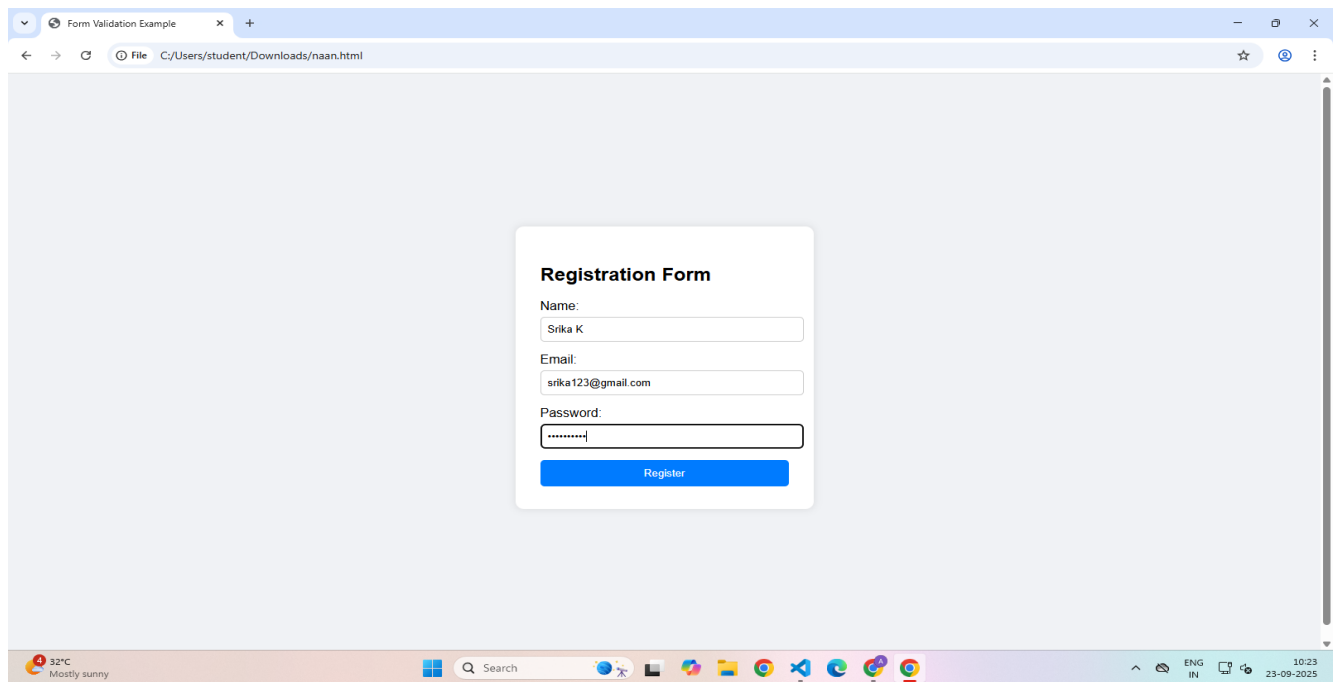 Form Validation Example
File C:/Users/student/Downloads/naan.html
Registration Form
Name:
Srika K
Email:
srika123@gmail.com
Password:
••••••••••
Register
4
32°C
Mostly sunny
Search
A
ENG
IN
10:23
23-09-2025